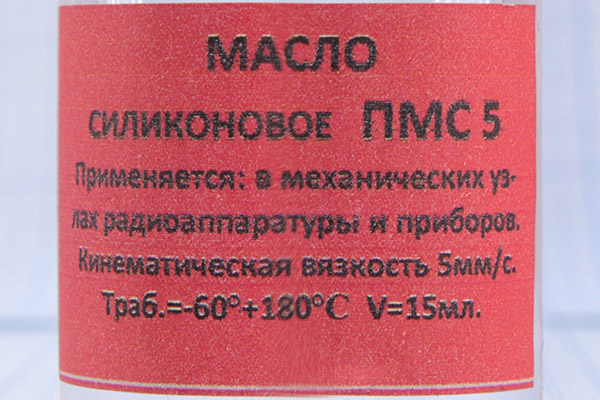 МАСЛО
СИЛИКОНОВОЕ ПМС 5
Применяется: в механических уз-
лах радиоаппаратуры и приборов.
Кинематическая вязкость 5мм/с.
Траб.=-60°+180°С V=15мл.